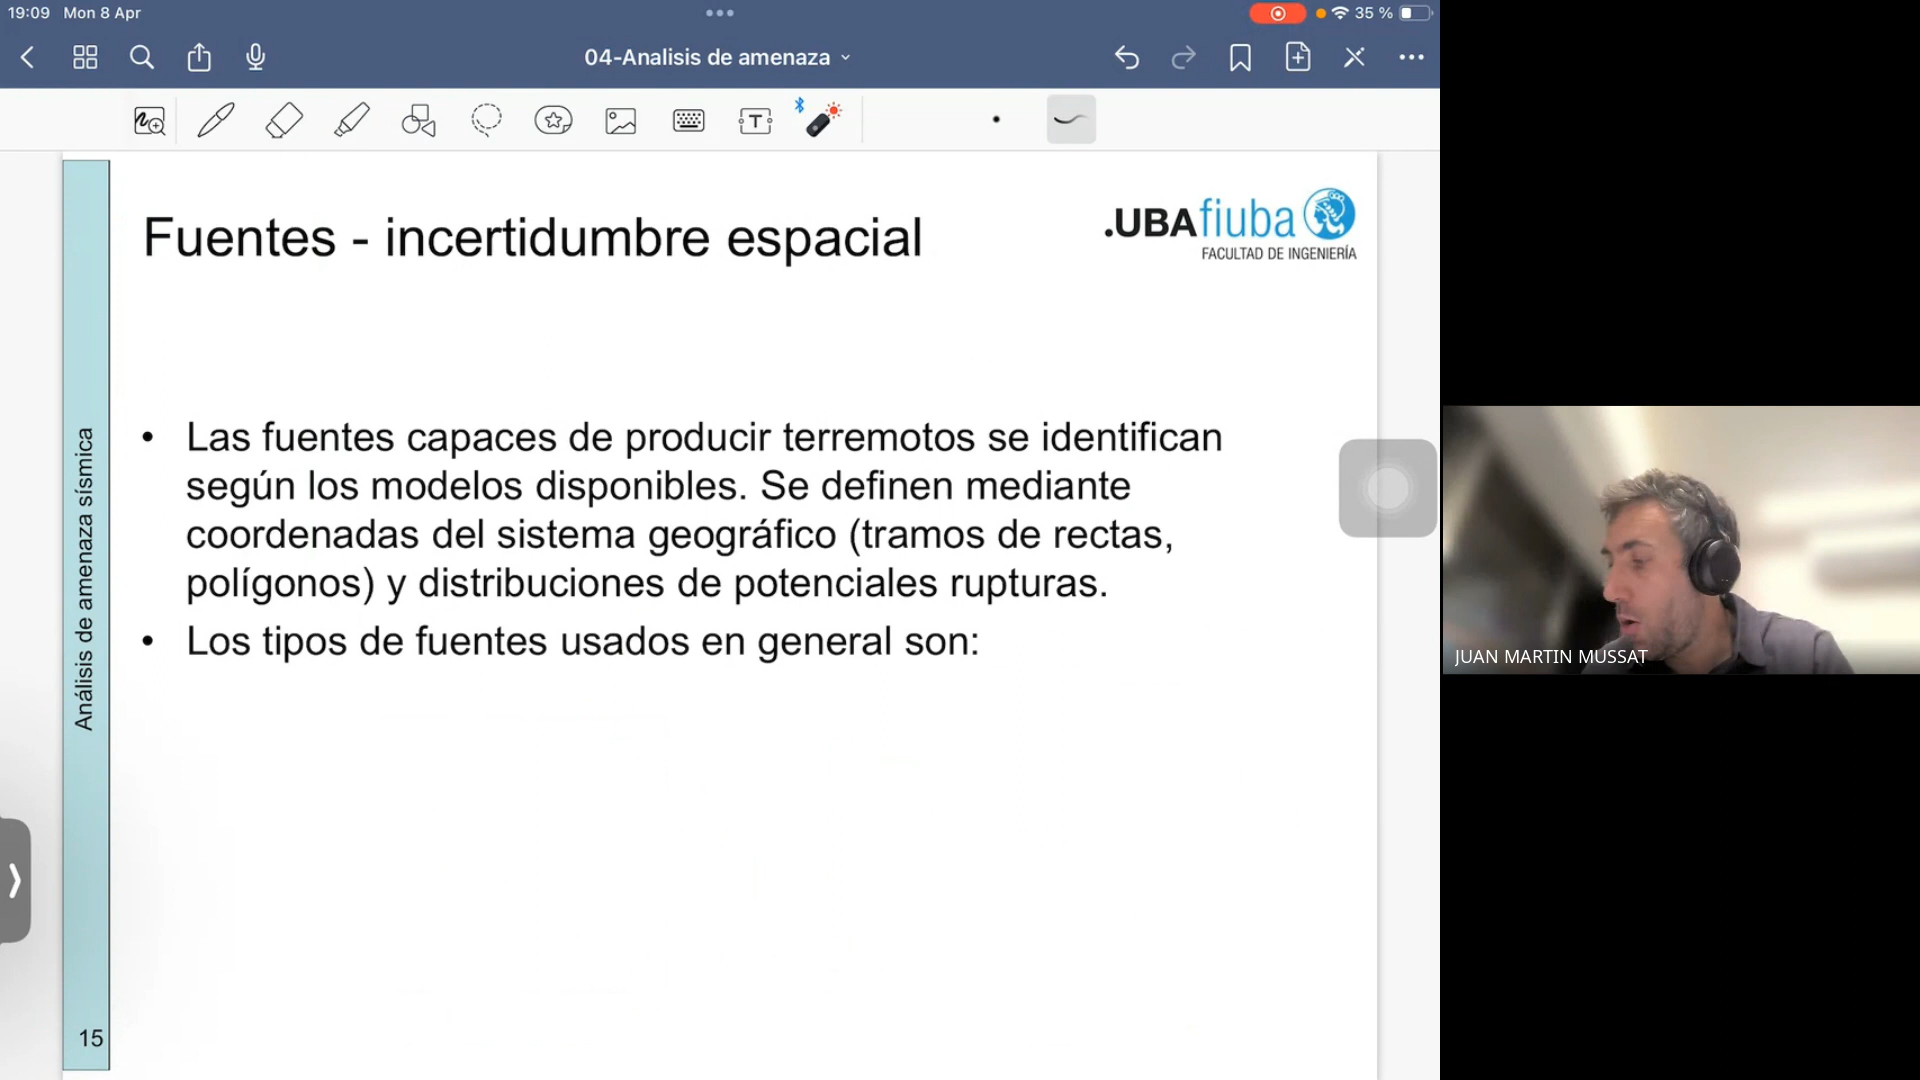 19:09 Mon 8 Apr
35 %
04-Analisis de amenaza
T
Fuentes - incertidumbre espacial
.UBAfiuba
FACULTAD DE INGENIERÍA
• Las fuentes capaces de producir terremotos se identifican
según los modelos disponibles. Se definen mediante
coordenadas del sistema geográfico (tramos de rectas,
polígonos) y distribuciones de potenciales rupturas.
• Los tipos de fuentes usados en general son:
Análisis de amenaza sísmica
15
JUAN MARTIN MUSSAT